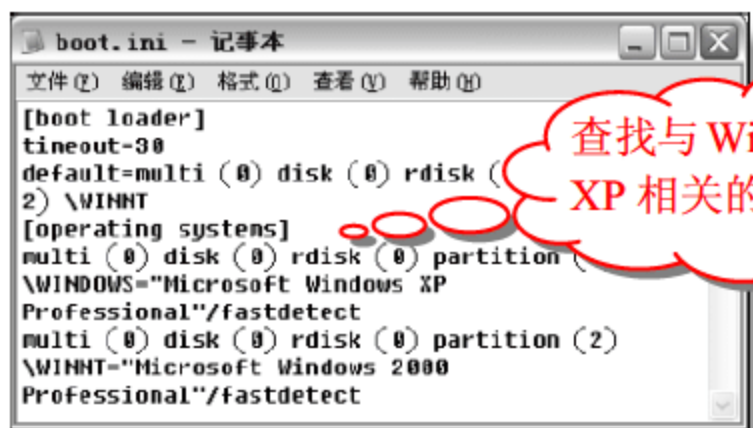 boot.ini - 记事本
文件(F) 编辑(E) 格式(O) 查看(V) 帮助(H)
[boot loader]
timeout=30
default=multi (0) disk (0) rdisk (
2) \WINNT
[operating systems]
multi (0) disk (0) rdisk (0) partition (
\WINDOWS="Microsoft Windows XP
Professional"/fastdetect
multi (0) disk (0) rdisk (0) partition (2)
\WINNT="Microsoft Windows 2000
Professional"/fastdetect
查找与 Wi
XP 相关的